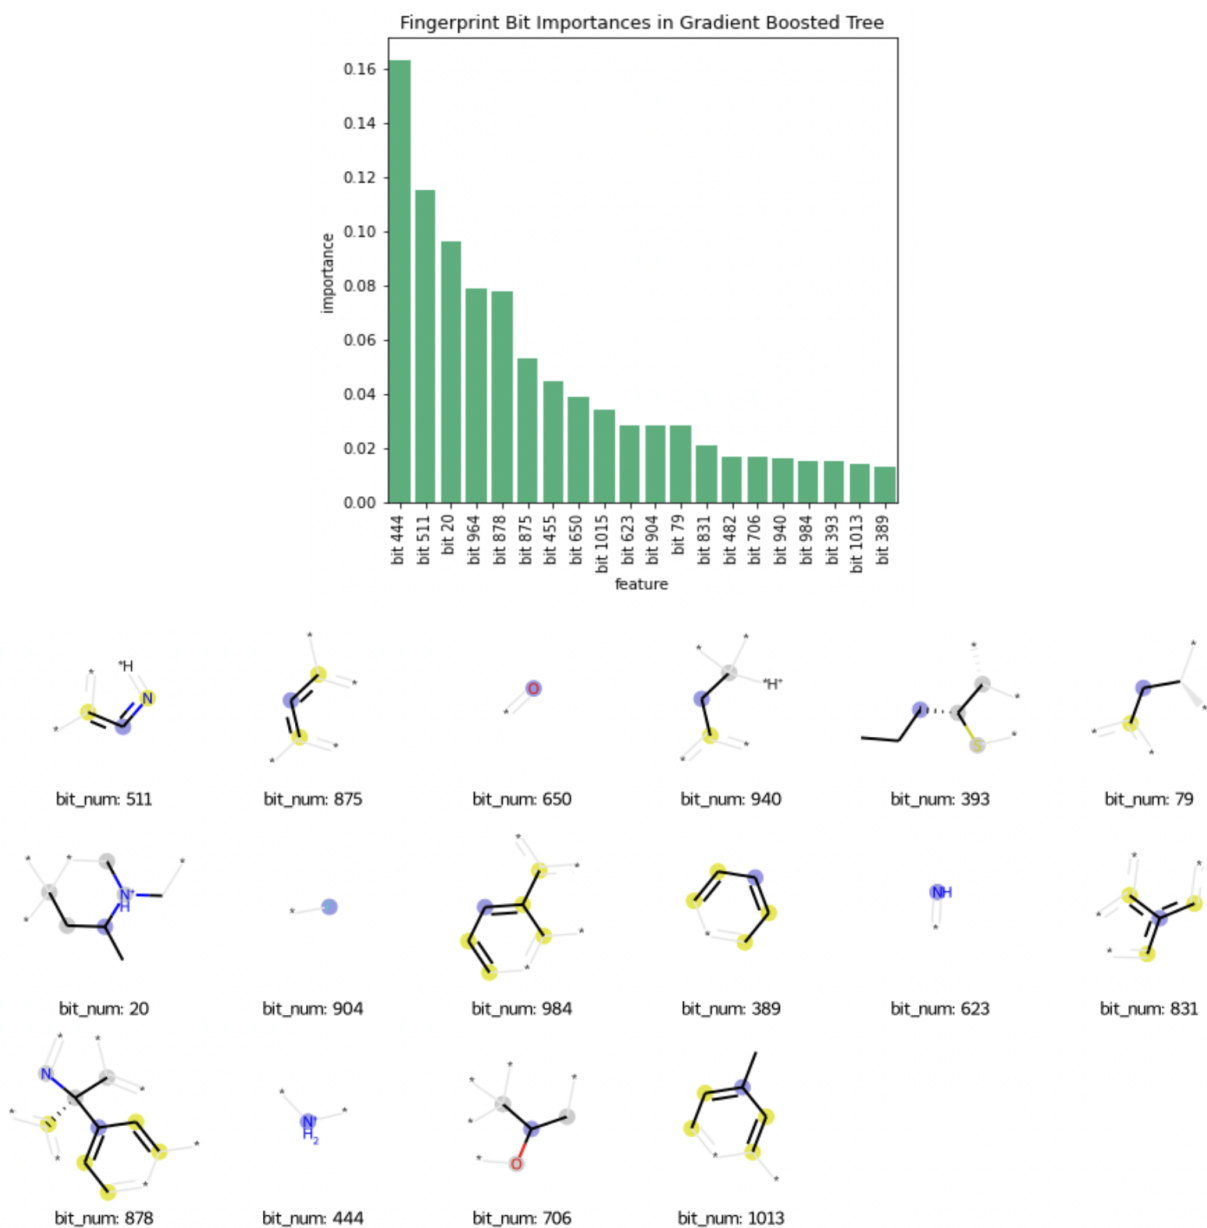 Fingerprint Bit Importances in Gradient Boosted Tree
0.16
0.14
0.12
0.10
0.08
0.06
0.04
0.02
0.00
importance
bit 444 bit 511 bit 20 bit 964 bit 878 bit 875 bit 455 bit 650 bit 1015 bit 623 bit 904 bit 79 bit 831 bit 482 bit 706 bit 940 bit 984 bit 393 bit 1013 bit 389
feature
*H N O *H+ S
bit_num: 511 bit_num: 875 bit_num: 650 bit_num: 940 bit_num: 393 bit_num: 79
N+ H NH
bit_num: 20 bit_num: 904 bit_num: 984 bit_num: 389 bit_num: 623 bit_num: 831
N N+ H2 O
bit_num: 878 bit_num: 444 bit_num: 706 bit_num: 1013